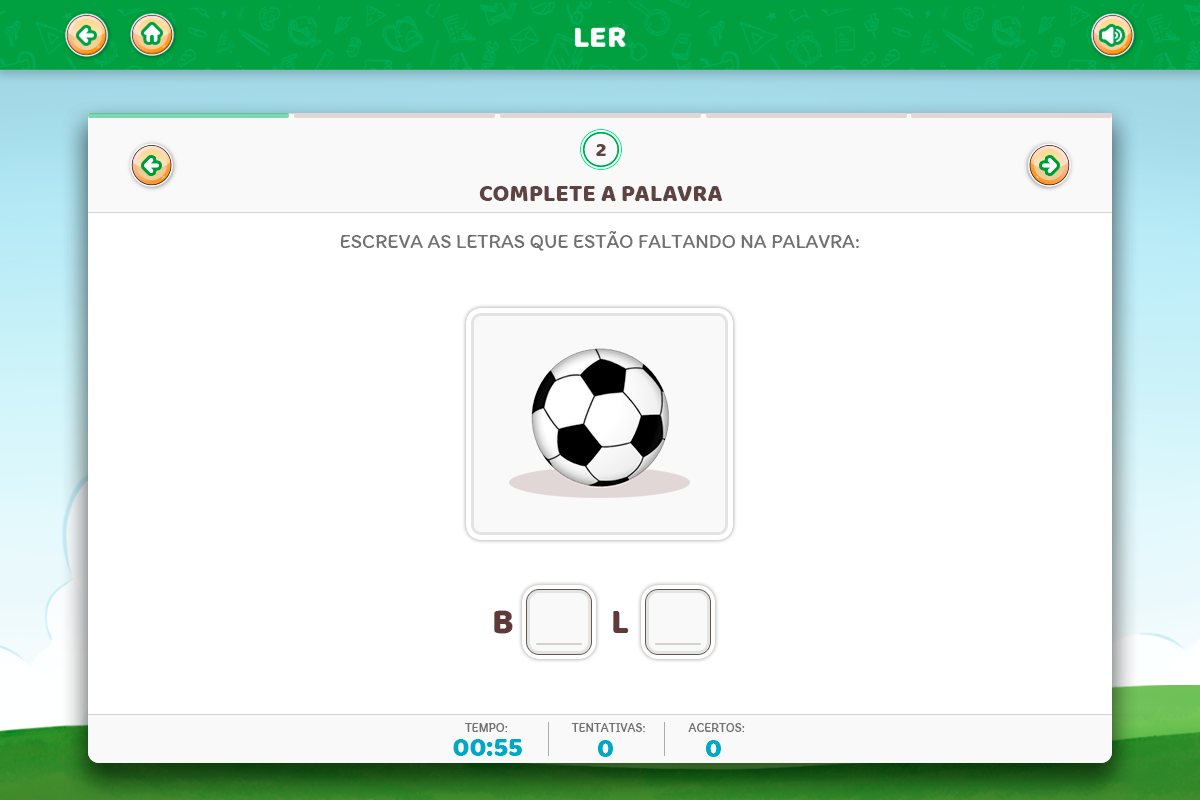 LER
2
COMPLETE A PALAVRA
ESCREVA AS LETRAS QUE ESTÃO FALTANDO NA PALAVRA:
B L
TEMPO: TENTATIVAS: ACERTOS:
00:55 0 0